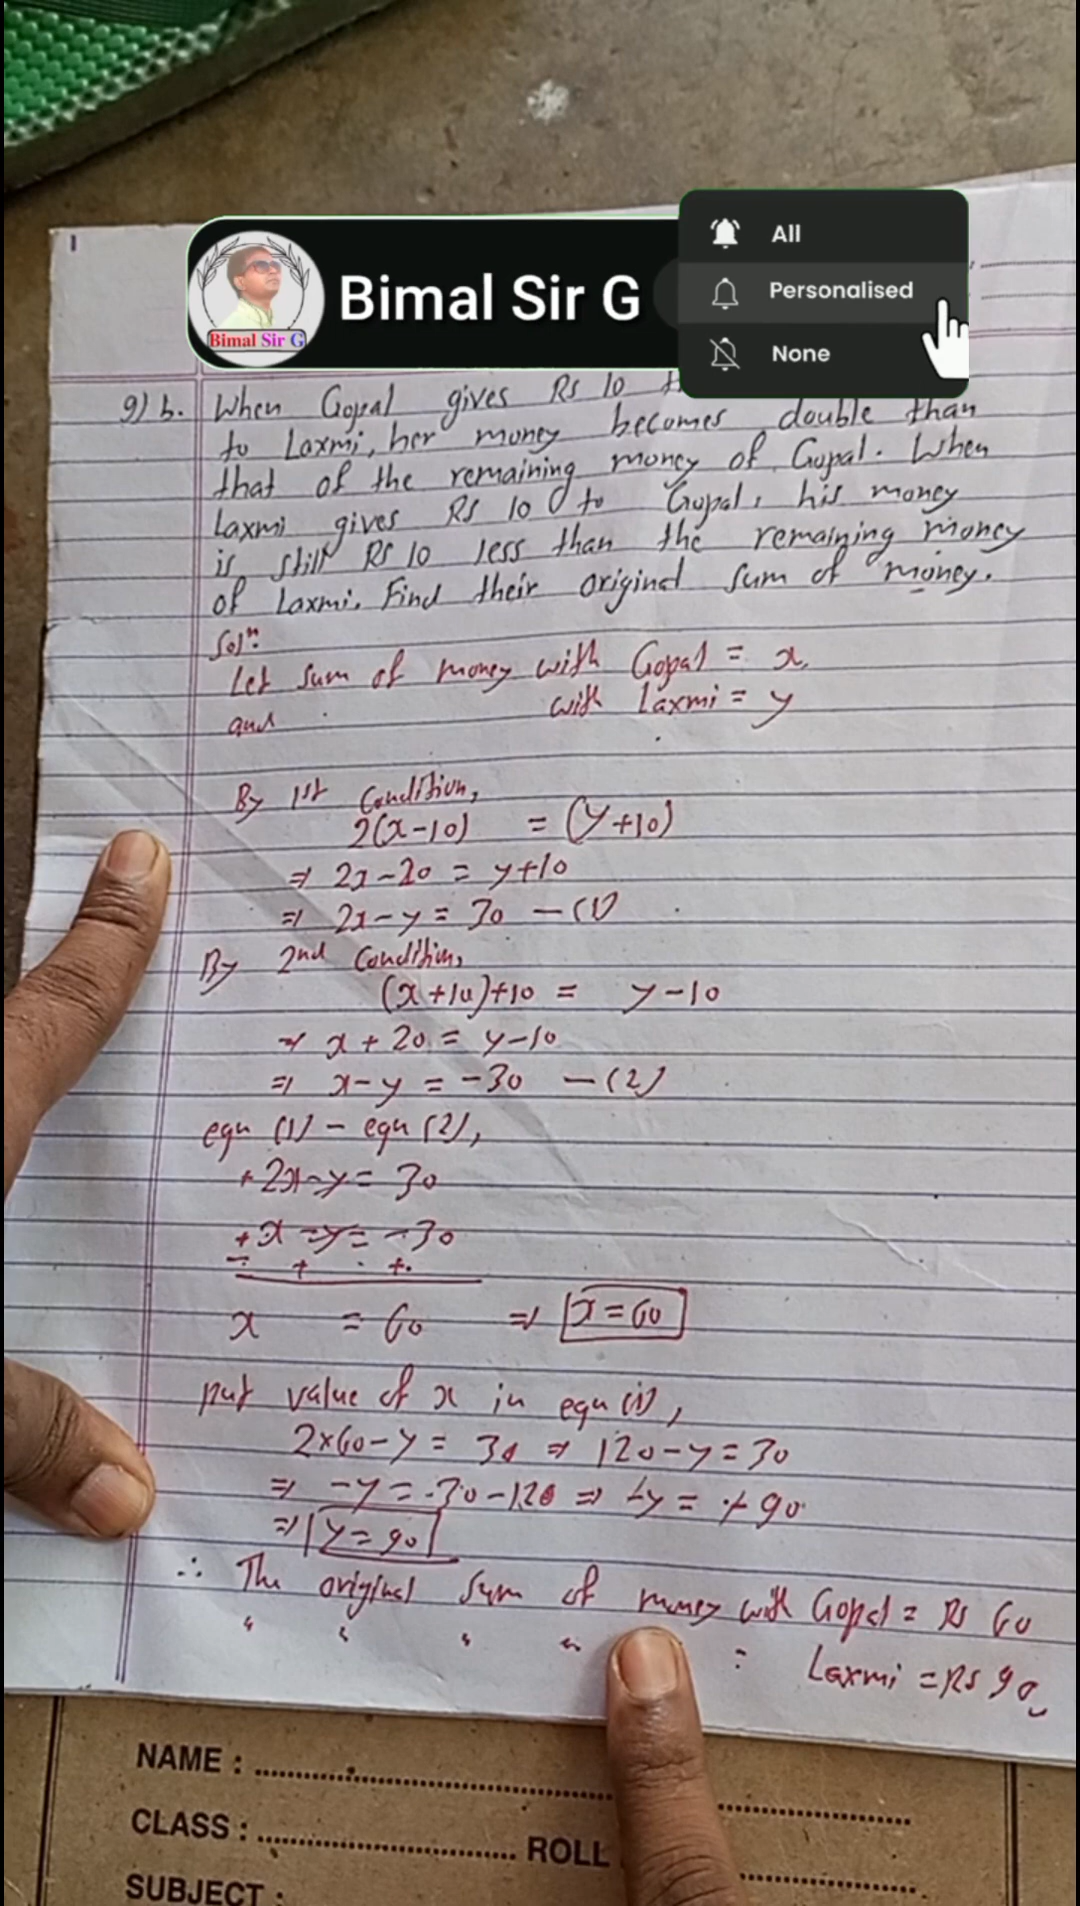 All
Personalised
None
Bimal Sir G
Bimal Sir G
9) b. When Gopal gives Rs 10
to Laxmi, her money becomes double than
that of the remaining money of Gopal. When
Laxmi gives Rs 10 to Gopal, his money
is still Rs 10 less than the remaining money
of Laxmi. Find their original sum of money.
Solⁿ:
Let sum of money with Gopal = x,
and with Laxmi = y
By 1st Condition,
2(x-10) = (y+10)
⇒ 2x-20 = y+10
⇒ 2x-y = 30 —(1)
By 2nd Condition,
(x+10)+10 = y-10
⇒ x+20 = y-10
⇒ x-y = -30 —(2)
eqn (1) - eqn (2),
+2x-y = 30
+x-y = -30
- + +
x = 60 ⇒ x=60
put value of x in eqn (1),
2×60-y = 30 ⇒ 120-y = 30
⇒ -y = 30-120 ⇒ -y = -90
⇒ y=90
∴ The original sum of money with Gopal = Rs 60
" " " " : Laxmi = Rs 90
NAME :
CLASS : ROLL
SUBJECT :